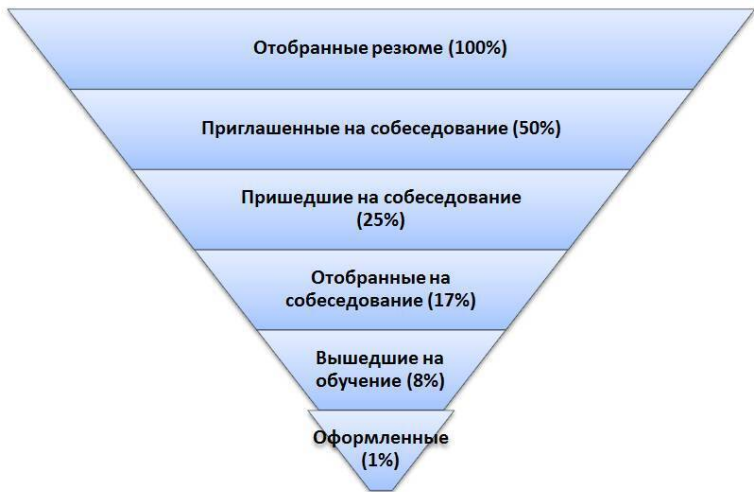 Отобранные резюме (100%)
Приглашенные на собеседование (50%)
Пришедшие на собеседование
(25%)
Отобранные на
собеседование (17%)
Вышедшие на
обучение (8%)
Оформленные
(1%)